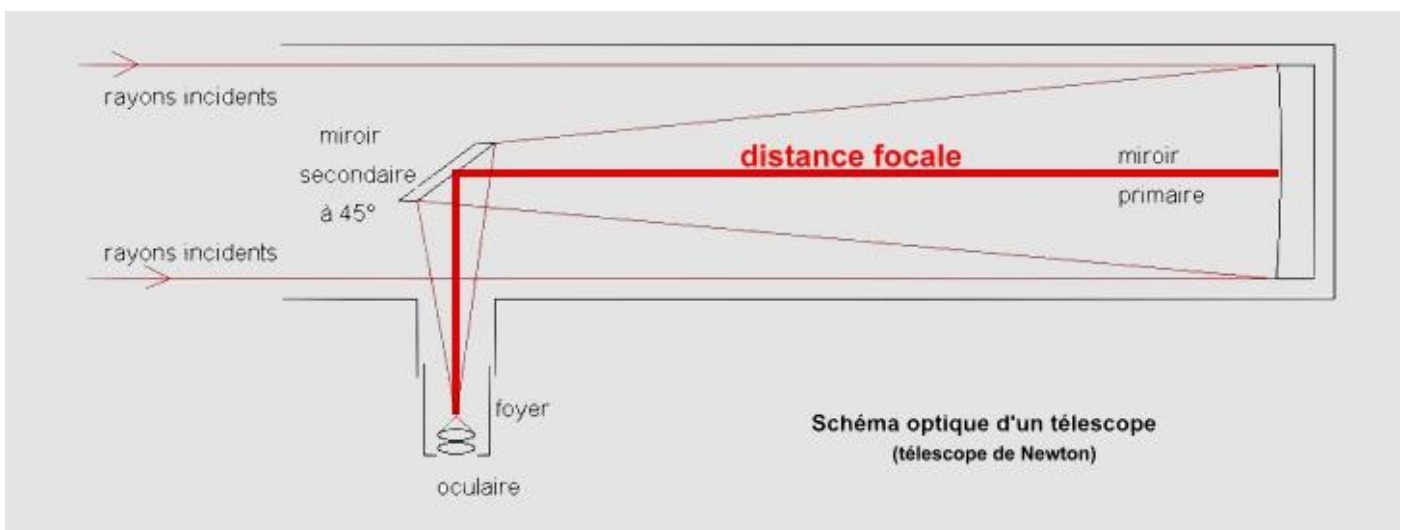 rayons incidents
miroir
secondaire
à 45°
distance focale
miroir
primaire
rayons incidents
foyer
oculaire
Schéma optique d'un télescope
(télescope de Newton)